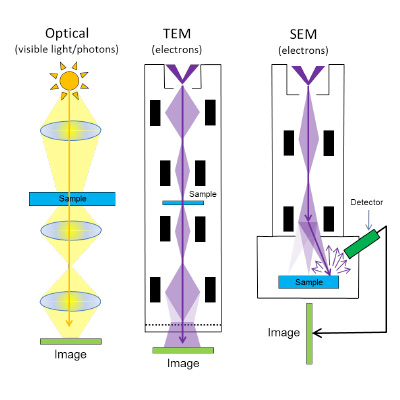 Optical
(visible light/photons)
TEM
(electrons)
SEM
(electrons)
Sample
Sample
Detector
Sample
Image
Image
Image